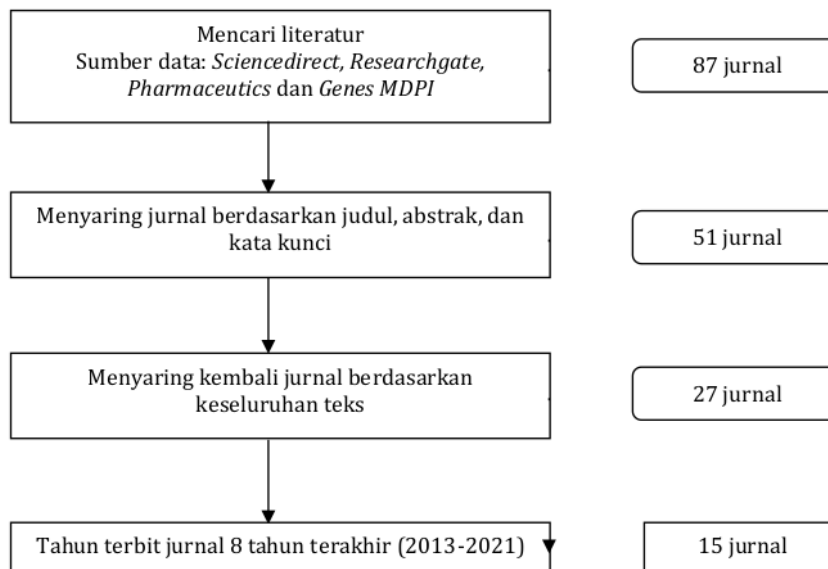 Mencari literatur
Sumber data: Sciencedirect, Researchgate,
Pharmaceutics dan Genes MDPI
87 jurnal
Menyaring jurnal berdasarkan judul, abstrak, dan
kata kunci
51 jurnal
Menyaring kembali jurnal berdasarkan
keseluruhan teks
27 jurnal
Tahun terbit jurnal 8 tahun terakhir (2013-2021)
15 jurnal